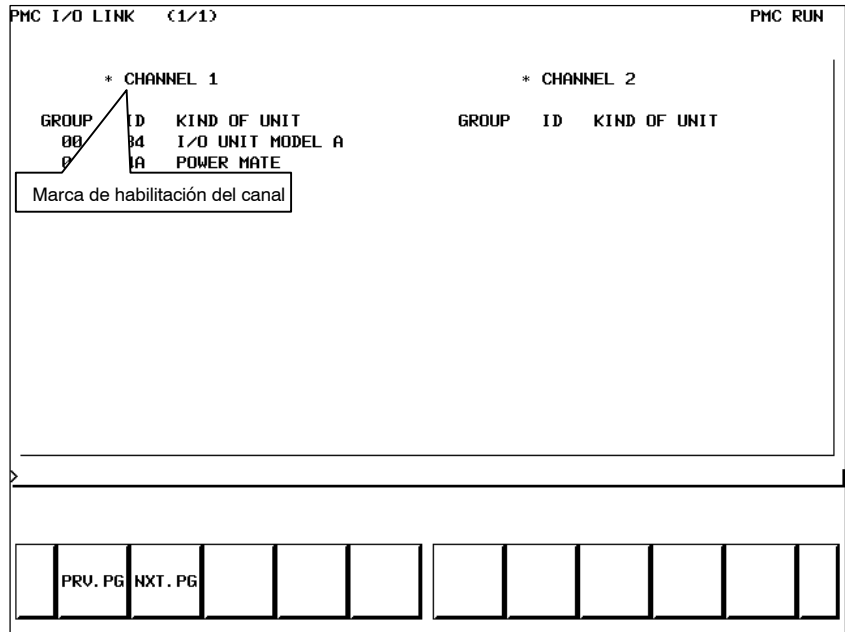 PMC I/O LINK (1/1) PMC RUN
* CHANNEL 1 * CHANNEL 2
GROUP KIND OF UNIT GROUP ID KIND OF UNIT
00 I/O UNIT MODEL A
POWER MATE
Marca de habilitación del canal
>
PRV.PG NXT.PG